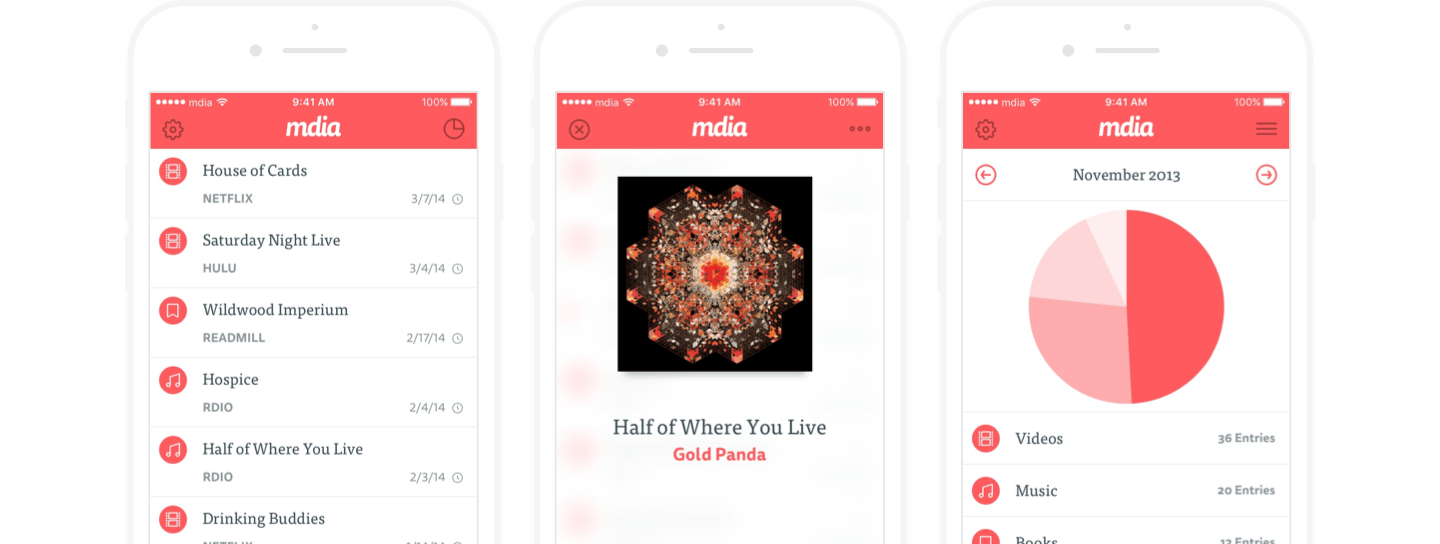 mdia 9:41 AM 100%
mdia
House of Cards
NETFLIX 3/7/14
Saturday Night Live
HULU 3/4/14
Wildwood Imperium
READMILL 2/17/14
Hospice
RDIO 2/4/14
Half of Where You Live
RDIO 2/3/14
Drinking Buddies
NETFLIX
mdia 9:41 AM 100%
mdia
Half of Where You Live
Gold Panda
mdia 9:41 AM 100%
mdia
November 2013
Videos 36 Entries
Music 20 Entries
Books 12 Entries